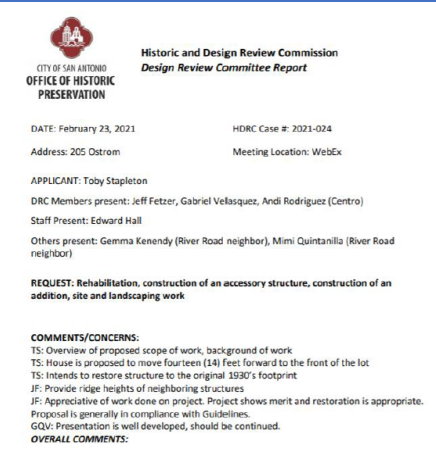 Historic and Design Review Commission
Design Review Committee Report
CITY OF SAN ANTONIO
OFFICE OF HISTORIC
PRESERVATION
DATE: February 23, 2021 HDRC Case #: 2021-024
Address: 205 Ostrom Meeting Location: WebEx
APPLICANT: Toby Stapleton
DRC Members present: Jeff Fetzer, Gabriel Velasquez, Andi Rodriguez (Centro)
Staff Present: Edward Hall
Others present: Gemma Kenendy (River Road neighbor), Mimi Quintanilla (River Road
neighbor)
REQUEST: Rehabilitation, construction of an accessory structure, construction of an
addition, site and landscaping work
COMMENTS/CONCERNS:
TS: Overview of proposed scope of work, background of work
TS: House is proposed to move fourteen (14) feet forward to the front of the lot
TS: Intends to restore structure to the original 1930's footprint
JF: Provide ridge heights of neighboring structures
JF: Appreciative of work done on project. Project shows merit and restoration is appropriate.
Proposal is generally in compliance with Guidelines.
GQV: Presentation is well developed, should be continued.
OVERALL COMMENTS: